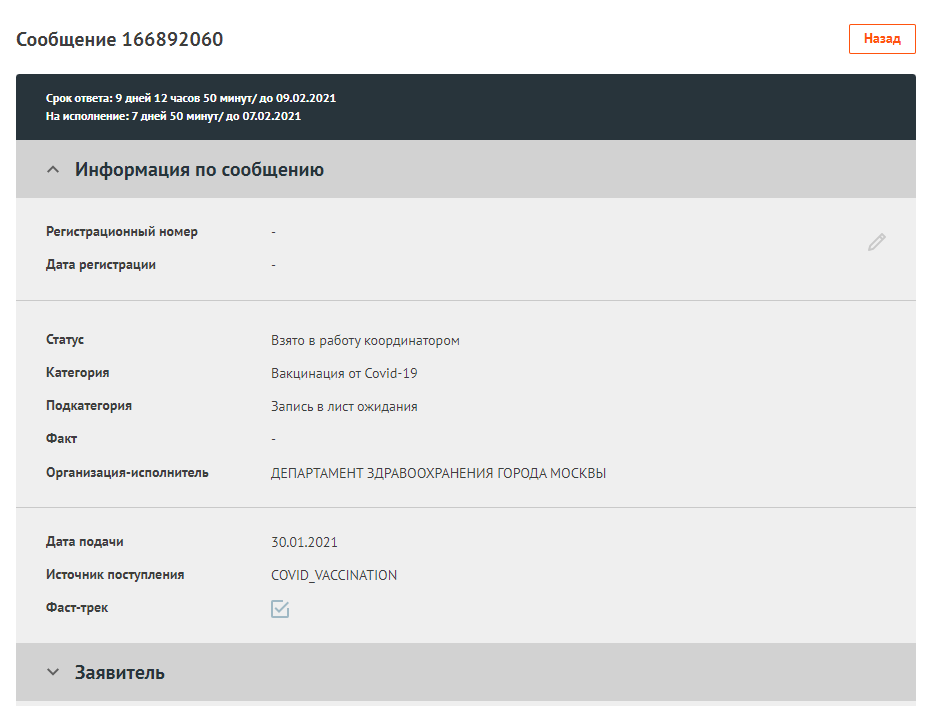 Сообщение 166892060
Назад
Срок ответа: 9 дней 12 часов 50 минут/ до 09.02.2021
На исполнение: 7 дней 50 минут/ до 07.02.2021
Информация по сообщению
Регистрационный номер -
Дата регистрации -
Статус Взято в работу координатором
Категория Вакцинация от Covid-19
Подкатегория Запись в лист ожидания
Факт -
Организация-исполнитель ДЕПАРТАМЕНТ ЗДРАВООХРАНЕНИЯ ГОРОДА МОСКВЫ
Дата подачи 30.01.2021
Источник поступления COVID_VACCINATION
Фаст-трек
Заявитель